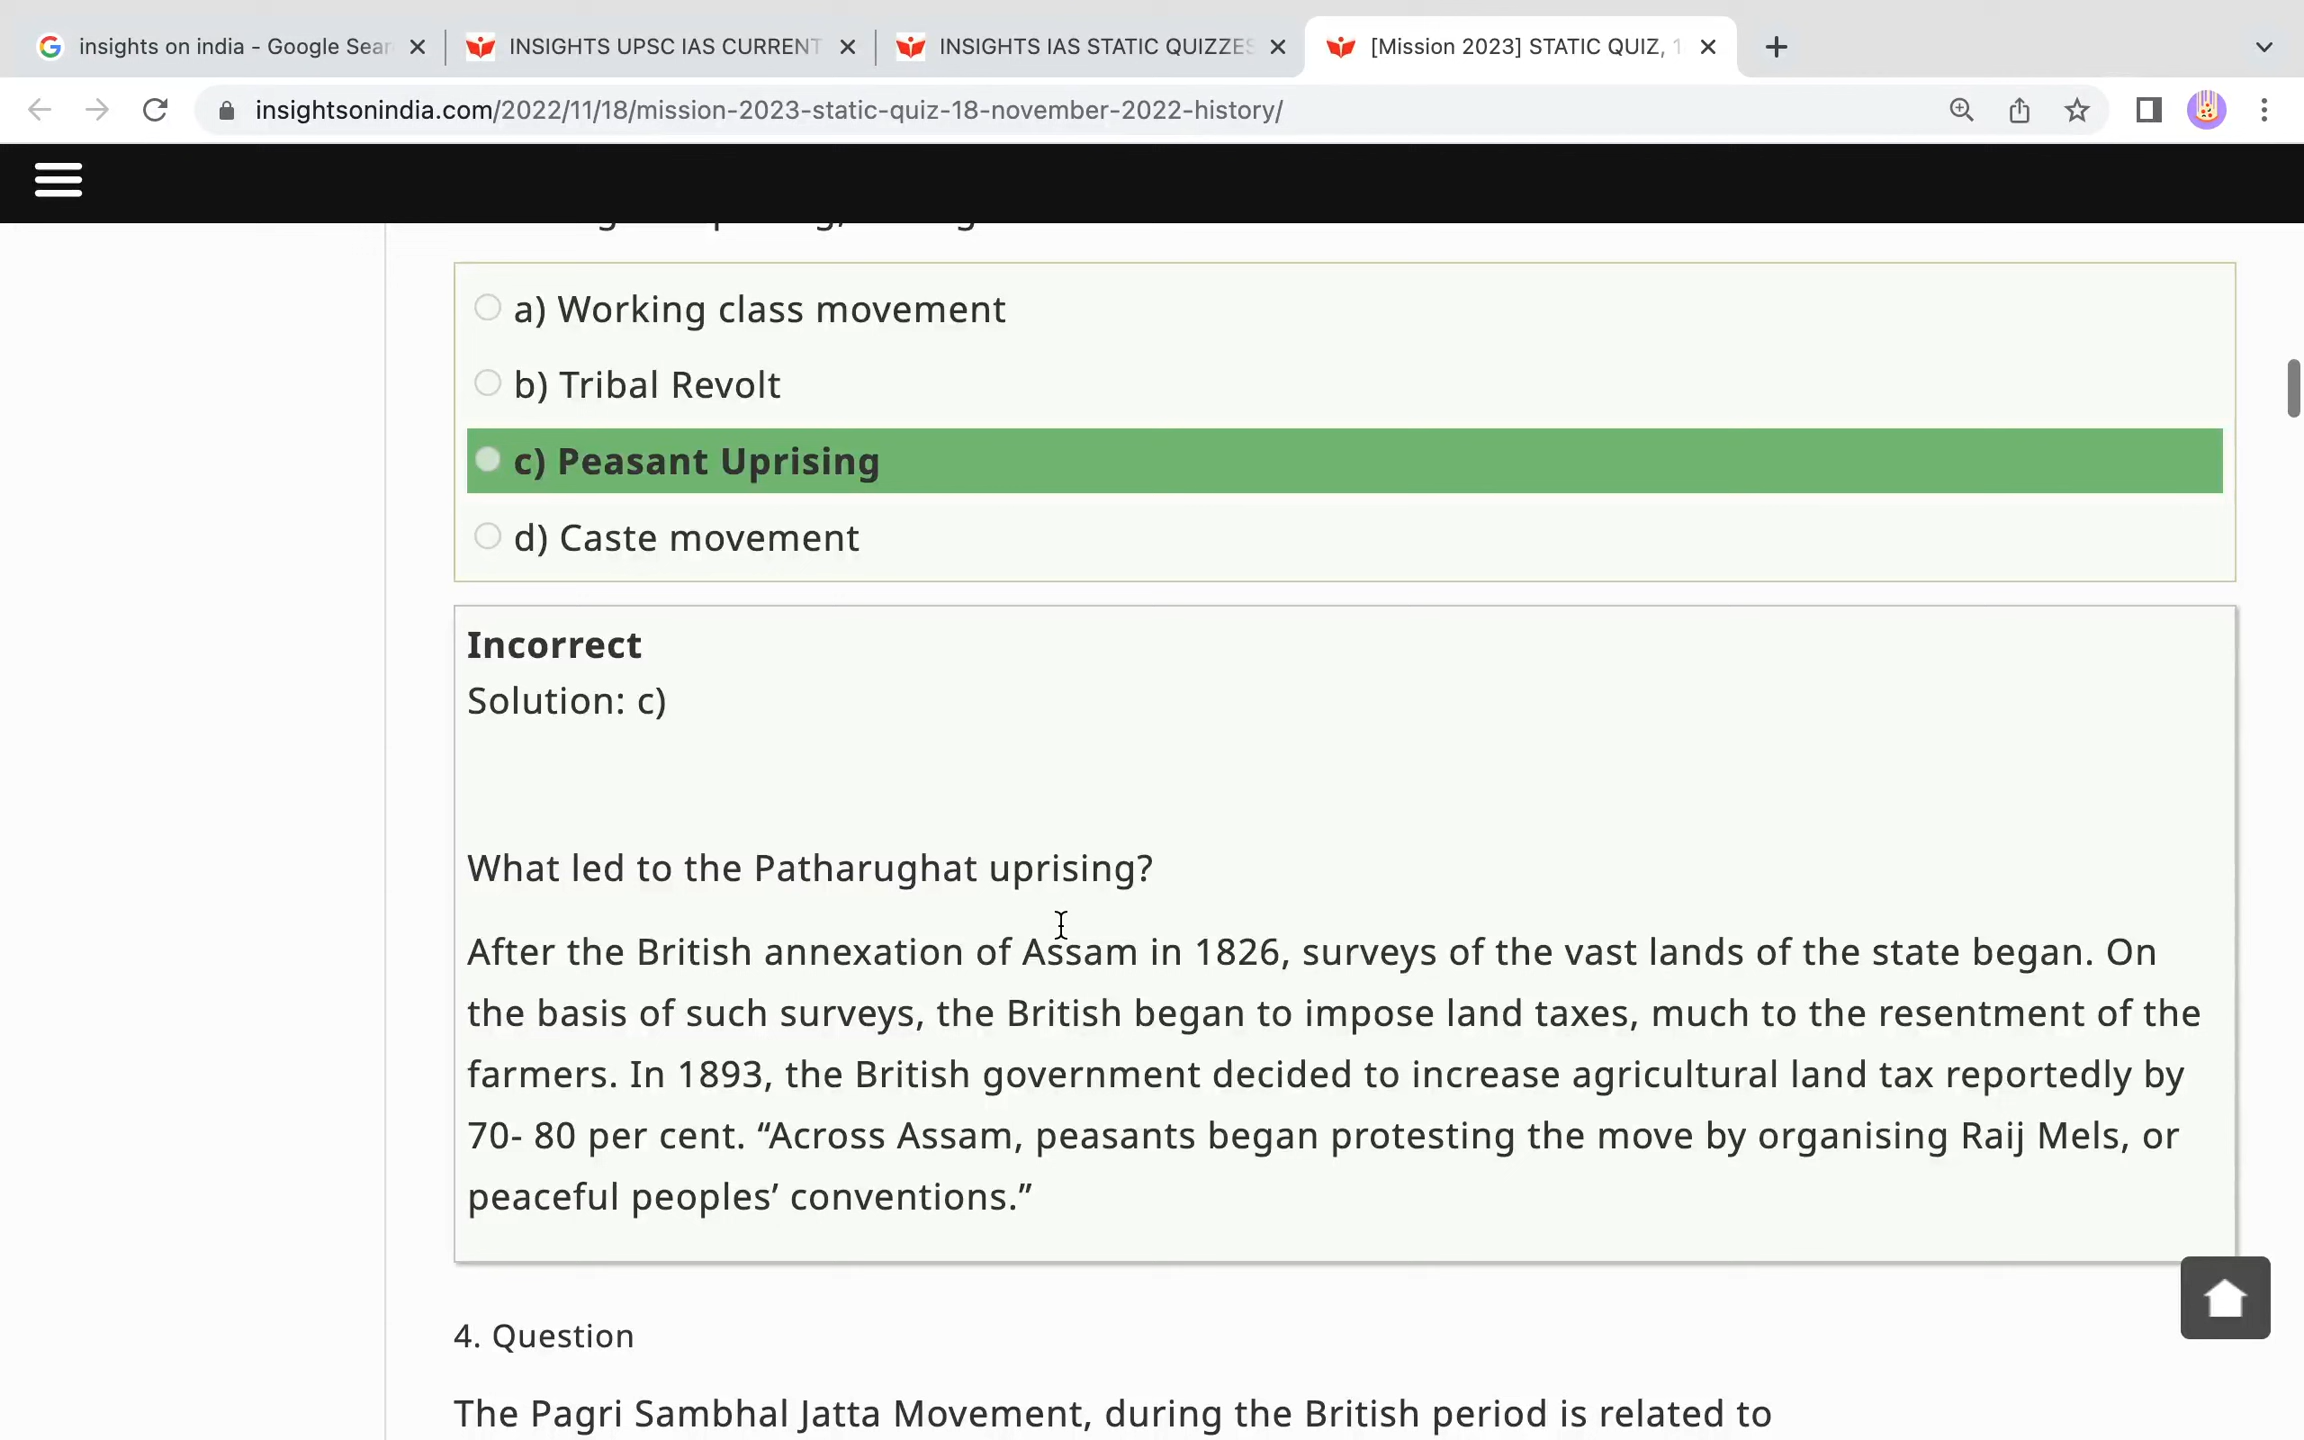 insights on india - Google Sear
INSIGHTS UPSC IAS CURRENT
INSIGHTS IAS STATIC QUIZZES
[Mission 2023] STATIC QUIZ, 1
insightsonindia.com/2022/11/18/mission-2023-static-quiz-18-november-2022-history/
a) Working class movement
b) Tribal Revolt
c) Peasant Uprising
d) Caste movement
Incorrect
Solution: c)
What led to the Patharughat uprising?
After the British annexation of Assam in 1826, surveys of the vast lands of the state began. On
the basis of such surveys, the British began to impose land taxes, much to the resentment of the
farmers. In 1893, the British government decided to increase agricultural land tax reportedly by
70- 80 per cent. “Across Assam, peasants began protesting the move by organising Raij Mels, or
peaceful peoples’ conventions.”
4. Question
The Pagri Sambhal Jatta Movement, during the British period is related to